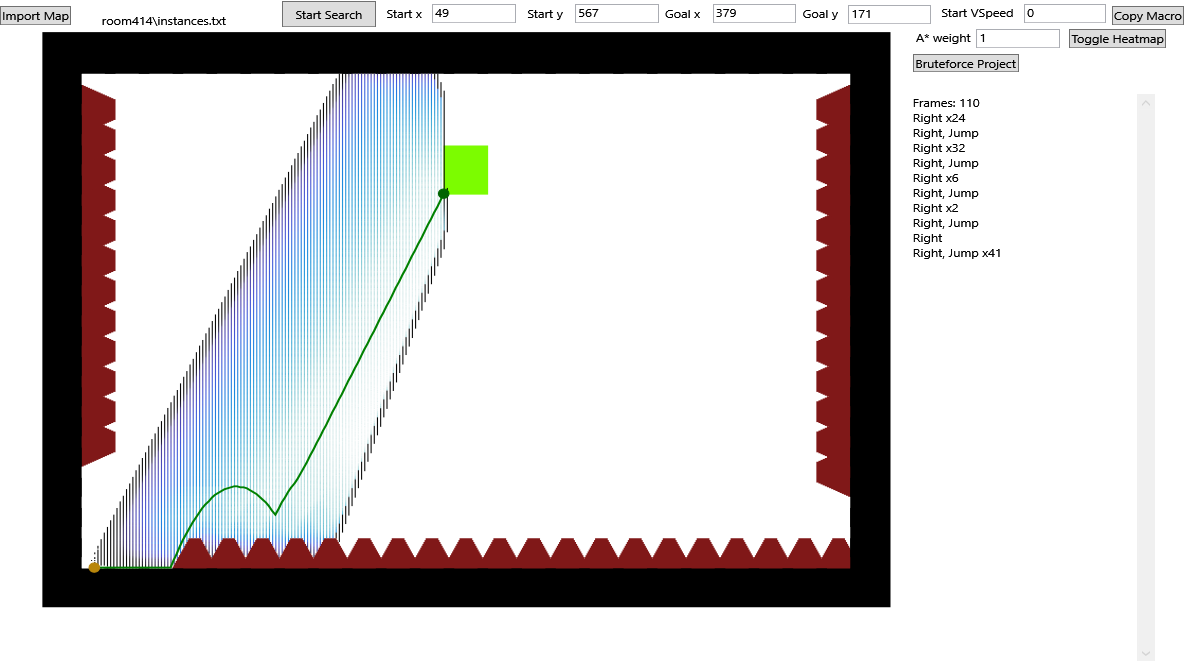 Import Map
room414\instances.txt
Start Search
Start x 49
Start y 567
Goal x 379
Goal y 171
Start VSpeed 0
Copy Macro
A* weight 1
Toggle Heatmap
Bruteforce Project
Frames: 110
Right x24
Right, Jump
Right x32
Right, Jump
Right x6
Right, Jump
Right x2
Right, Jump
Right
Right, Jump x41